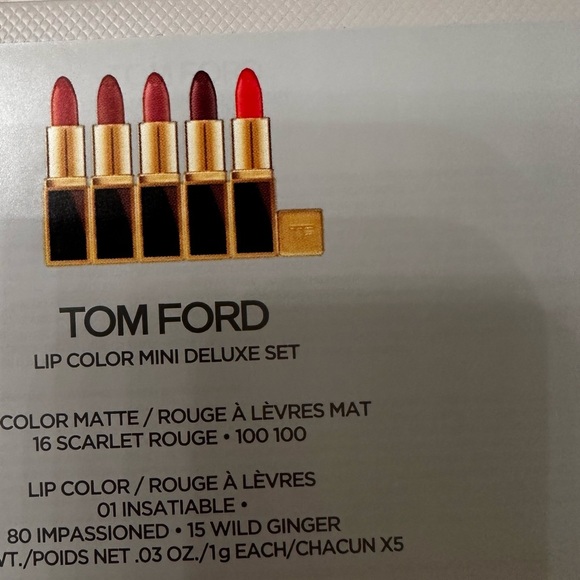 TF
TOM FORD
LIP COLOR MINI DELUXE SET
COLOR MATTE / ROUGE À LÈVRES MAT
16 SCARLET ROUGE • 100 100
LIP COLOR / ROUGE À LÈVRES
01 INSATIABLE •
80 IMPASSIONED • 15 WILD GINGER
WT./POIDS NET .03 OZ./1g EACH/CHACUN X5